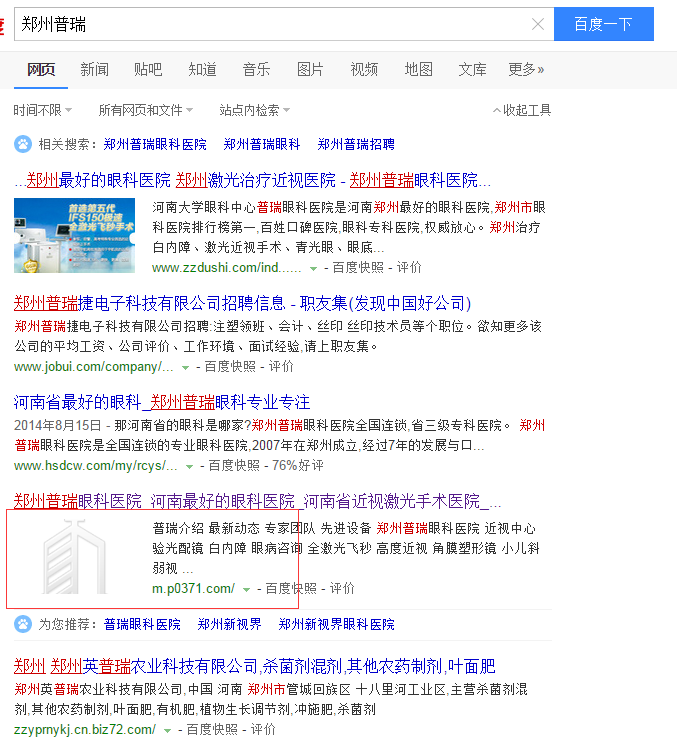 郑州普瑞
百度一下
网页 新闻 贴吧 知道 音乐 图片 视频 地图 文库 更多»
时间不限 所有网页和文件 站点内检索 收起工具
相关搜索: 郑州普瑞眼科医院 郑州普瑞眼科 郑州普瑞招聘
...郑州最好的眼科医院 郑州激光治疗近视医院 - 郑州普瑞眼科医院...
首选第五代
iFS150极速
全激光飞秒手术
河南大学眼科中心普瑞眼科医院是河南郑州最好的眼科医院,郑州市眼
科医院排行榜第一,百姓口碑医院,眼科专科医院,权威放心。郑州治疗
白内障、激光近视手术、青光眼、眼底...
www.zzdushi.com/ind...... - 百度快照 - 评价
郑州普瑞捷电子科技有限公司招聘信息 - 职友集(发现中国好公司)
郑州普瑞捷电子科技有限公司招聘:注塑领班、会计、丝印 丝印技术员等个职位。欲知更多该
公司的平均工资、公司评价、工作环境、面试经验,请上职友集。
www.jobui.com/company/... - 百度快照 - 评价
河南省最好的眼科_郑州普瑞眼科专业专注
2014年8月15日 - 那河南省的眼科是哪家?郑州普瑞眼科医院全国连锁,省三级专科医院。 郑州
普瑞眼科医院是全国连锁的专业眼科医院,2007年在郑州成立,经过7年的发展与口...
www.hsdcw.com/my/rcys/... - 百度快照 - 76%好评
郑州普瑞眼科医院_河南最好的眼科医院_河南省近视激光手术医院_...
普瑞介绍 最新动态 专家团队 先进设备 郑州普瑞眼科医院 近视中心
验光配镜 白内障 眼病咨询 全激光飞秒 高度近视 角膜塑形镜 小儿斜
弱视 ...
m.p0371.com/ - 百度快照 - 评价
为您推荐: 普瑞眼科医院 郑州新视界 郑州新视界眼科医院
郑州 郑州英普瑞农业科技有限公司,杀菌剂混剂,其他农药制剂,叶面肥
郑州英普瑞农业科技有限公司,中国 河南 郑州市管城回族区 十八里河工业区,主营杀菌剂混
剂,其他农药制剂,叶面肥,有机肥,植物生长调节剂,冲施肥,杀菌剂
zzyprnykj.cn.biz72.com/ - 百度快照 - 评价